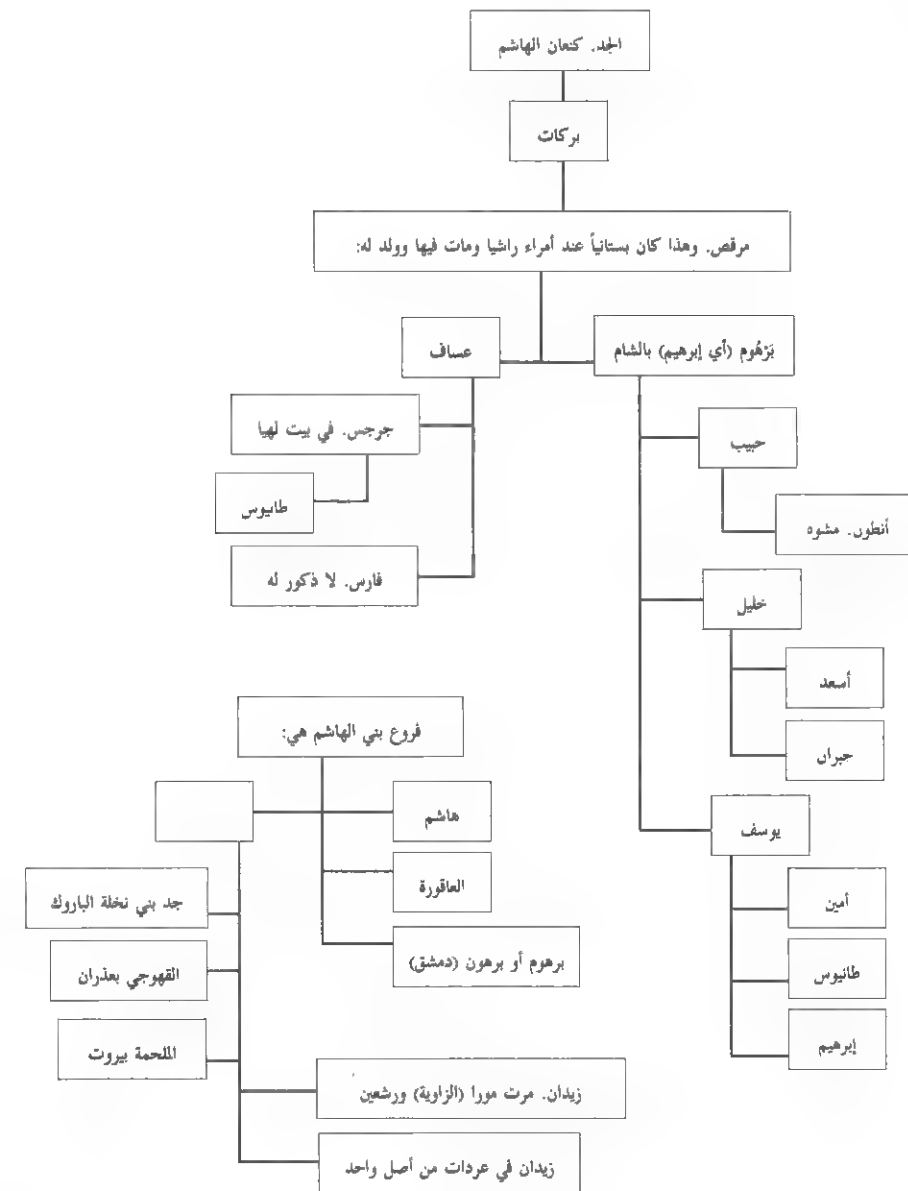 الجد. كنعان الهاشم
بركات
مرقص. وهذا كان بستانياً عند أمراء راشيا ومات فيها وولد له:
بَرْهُوم (أي إبرهيم) بالشام
عساف
حبيب
أنطون. مشوه
خليل
أسعد
جبران
يوسف
أمين
طانيوس
إبرهيم
جرجس. في بيت لهيا
طانيوس
فارس. لا ذكور له
فروع بني الهاشم هي:
هاشم
العاقورة
برهوم أو برهون (دمشق)
جد بني نخلة الباروك
القهوجي بعذران
الملحمة بيروت
زيدان. مرت مورا (الزاوية) ورشعين
زيدان في عردات من أصل واحد